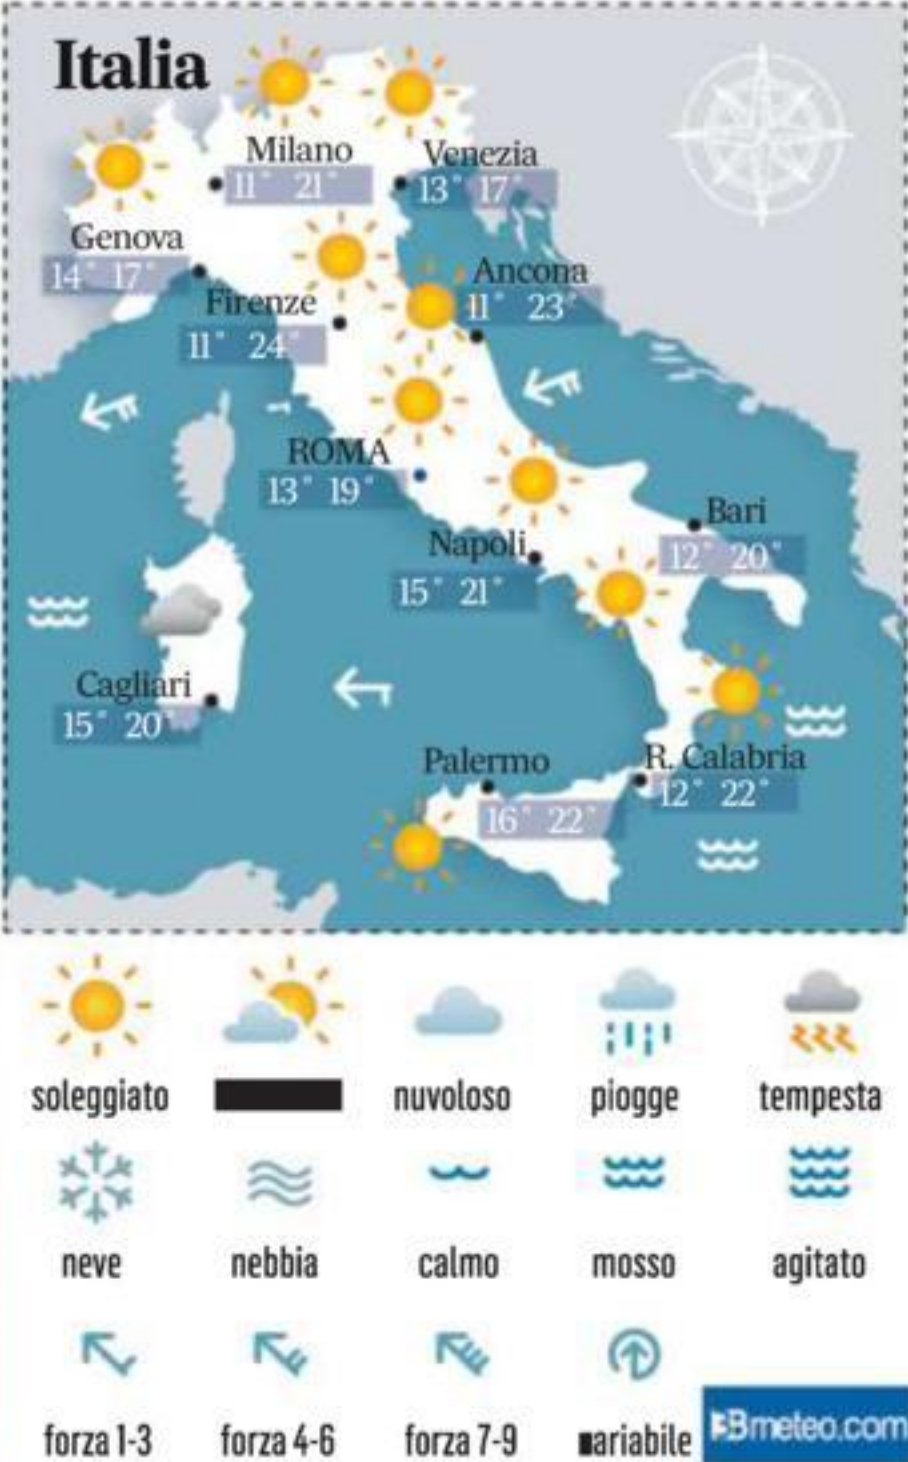 Italia
Milano
11° 21°
Venezia
13° 17°
Genova
14° 17°
Firenze
11° 24°
Ancona
11° 23°
ROMA
13° 19°
Napoli
15° 21°
Bari
12° 20°
Cagliari
15° 20°
Palermo
16° 22°
R. Calabria
12° 22°
soleggiato
nuvoloso
piogge
tempesta
neve
nebbia
calmo
mosso
agitato
forza 1-3
forza 4-6
forza 7-9
ariabile
3Bmeteo.com